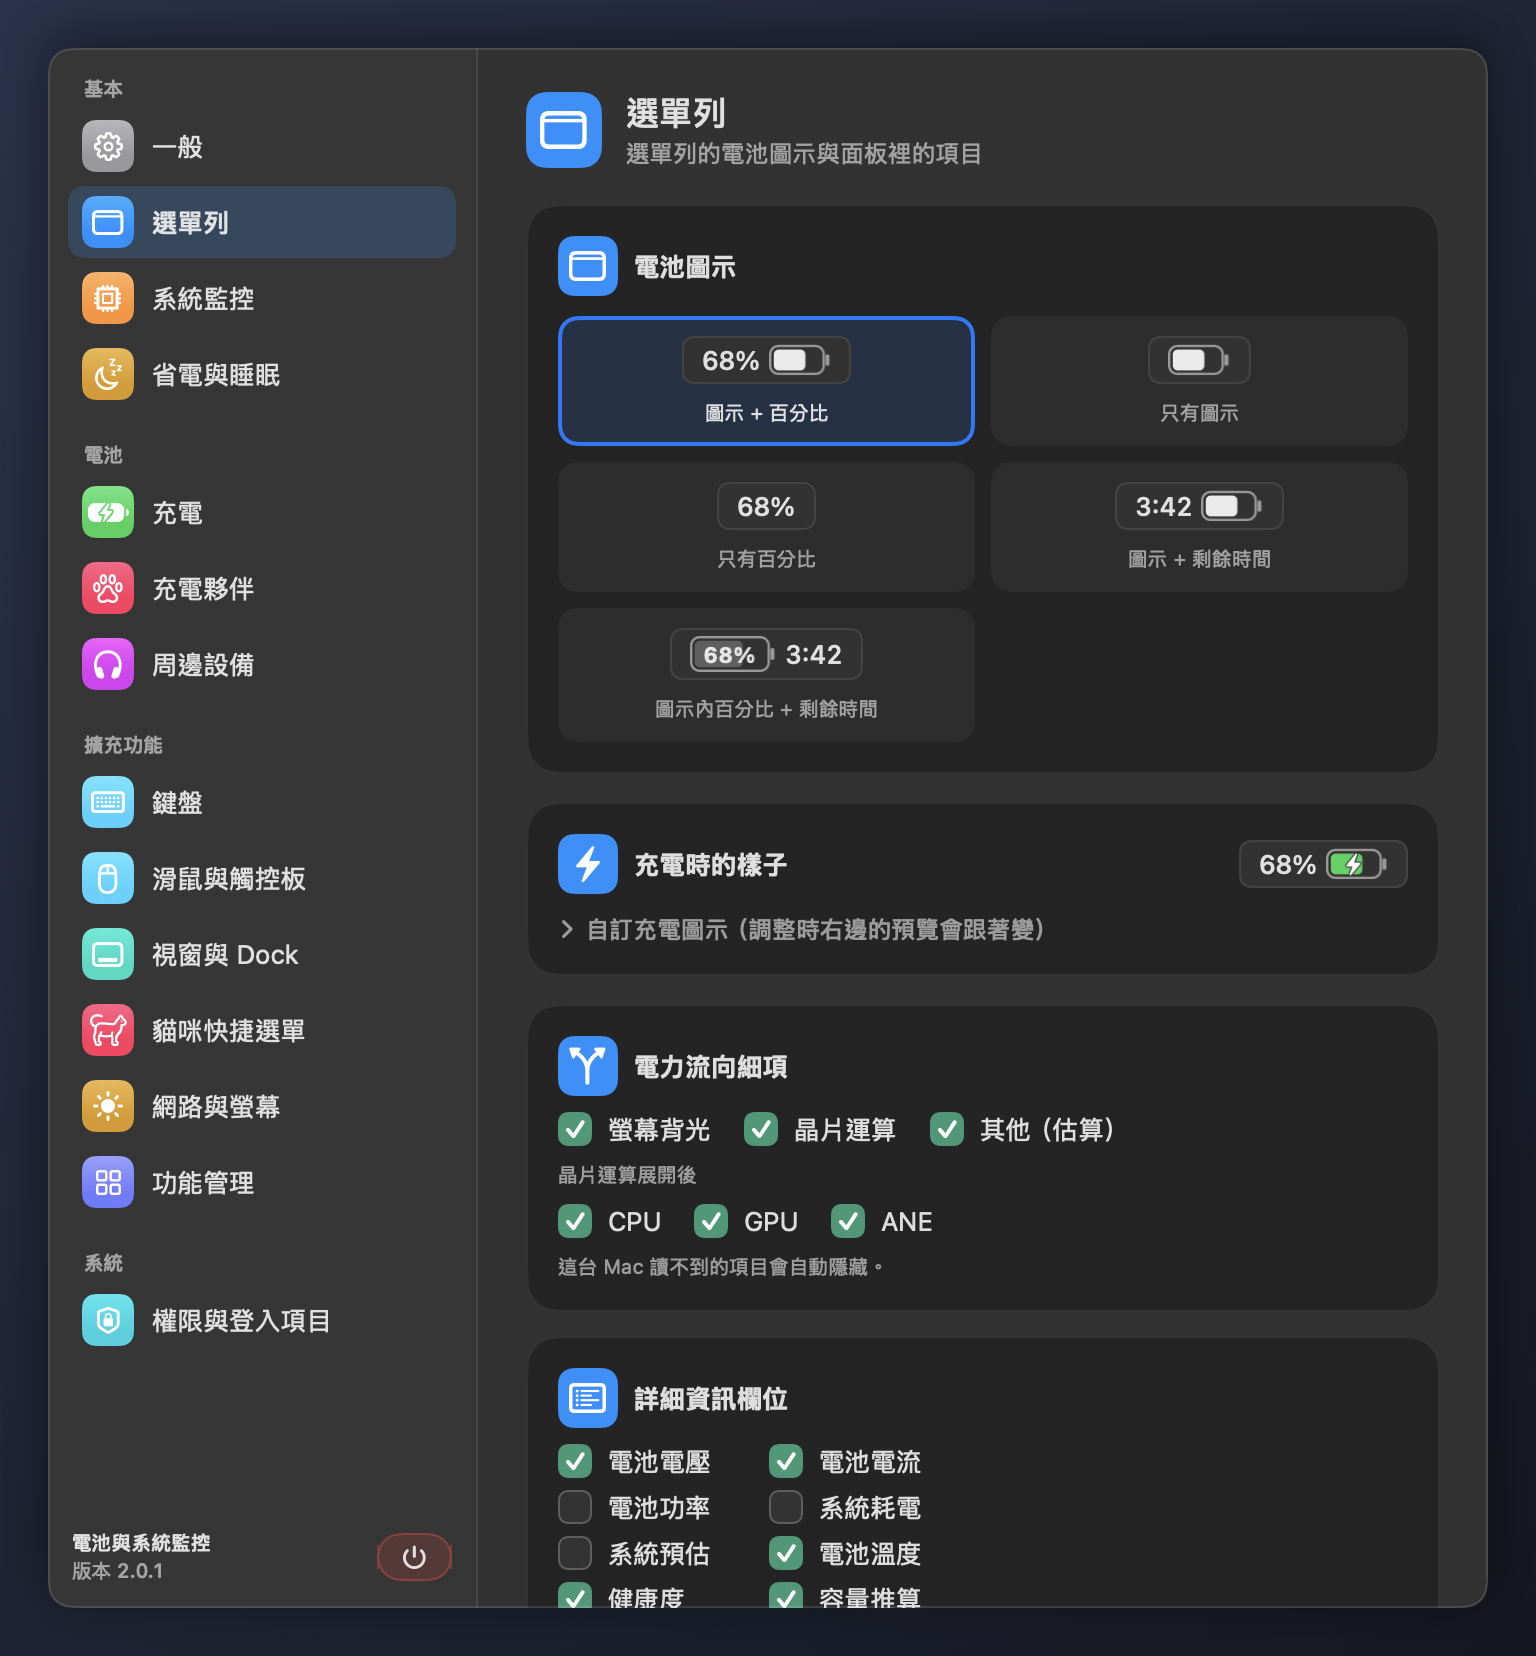 基本
一般
選單列
系統監控
省電與睡眠
電池
充電
充電夥伴
周邊設備
擴充功能
鍵盤
滑鼠與觸控板
視窗與 Dock
貓咪快捷選單
網路與螢幕
功能管理
系統
權限與登入項目
電池與系統監控
版本 2.0.1
選單列
選單列的電池圖示與面板裡的項目
電池圖示
68%
圖示 + 百分比
只有圖示
68%
只有百分比
3:42
圖示 + 剩餘時間
68% 3:42
圖示內百分比 + 剩餘時間
充電時的樣子
68%
自訂充電圖示（調整時右邊的預覽會跟著變）
電力流向細項
螢幕背光 晶片運算 其他（估算）
晶片運算展開後
CPU GPU ANE
這台 Mac 讀不到的項目會自動隱藏。
詳細資訊欄位
電池電壓 電池電流
電池功率 系統耗電
系統預估 電池溫度
健康度 容量推算